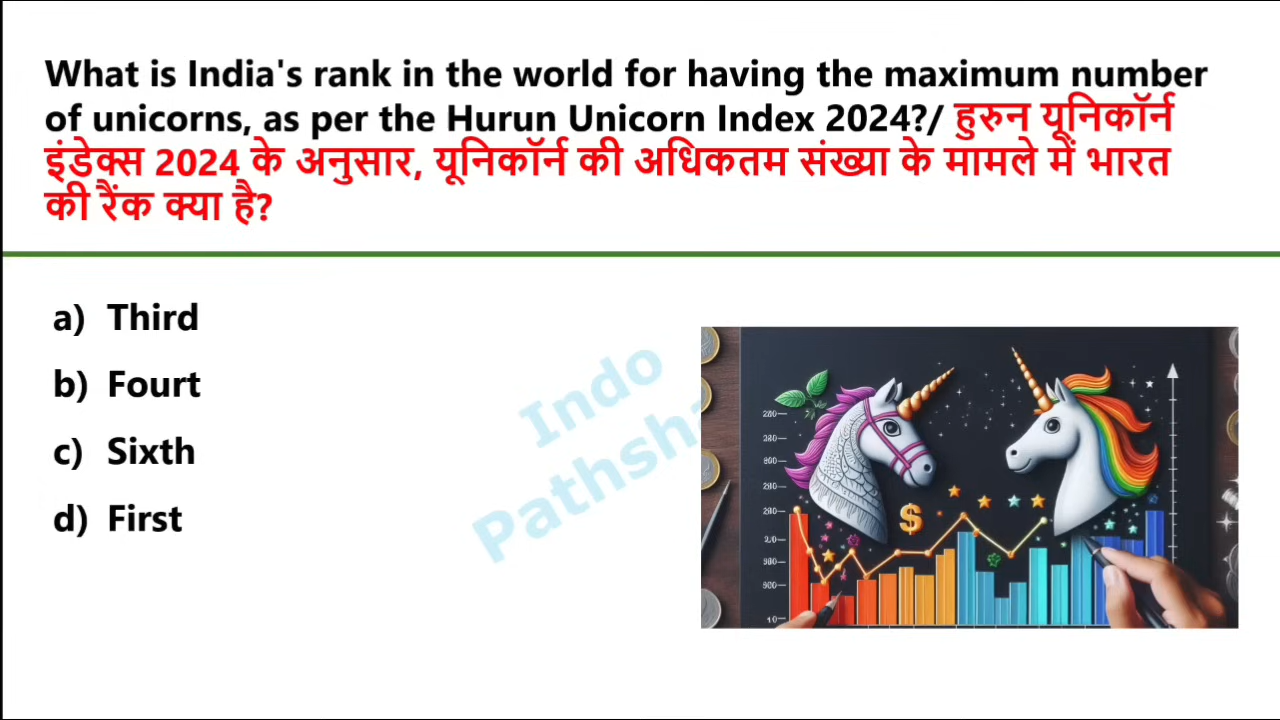 What is India's rank in the world for having the maximum number
of unicorns, as per the Hurun Unicorn Index 2024?/ हुरुन यूनिकॉर्न
इंडेक्स 2024 के अनुसार, यूनिकॉर्न की अधिकतम संख्या के मामले में भारत
की रैंक क्या है?
a) Third
b) Fourt
c) Sixth
d) First
Indo
Pathsha
$